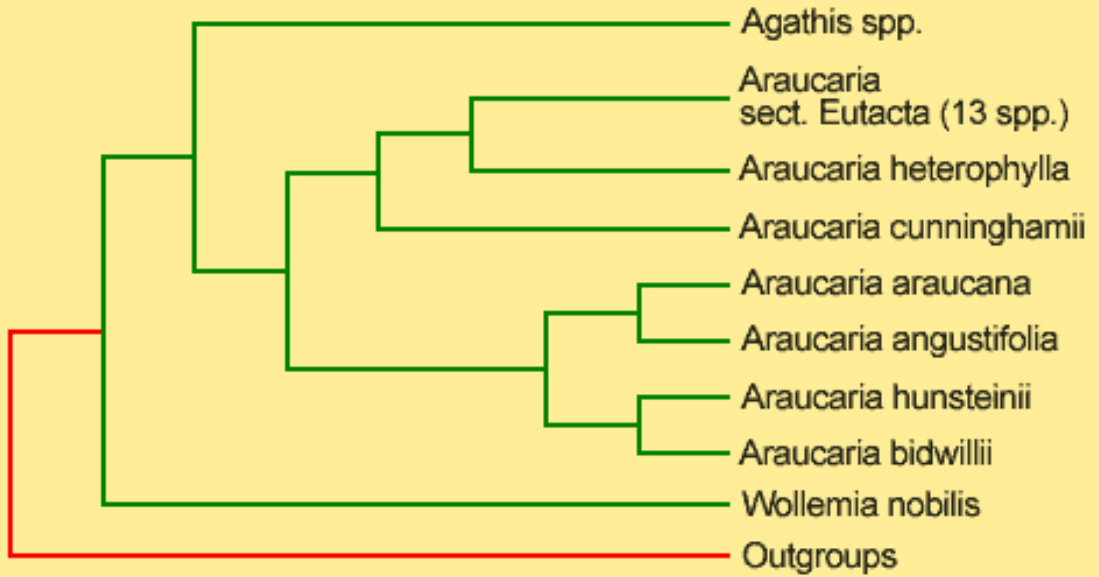 Agathis spp.
Araucaria
sect. Eutacta (13 spp.)
Araucaria heterophylla
Araucaria cunninghamii
Araucaria araucana
Araucaria angustifolia
Araucaria hunsteinii
Araucaria bidwillii
Wollemia nobilis
Outgroups